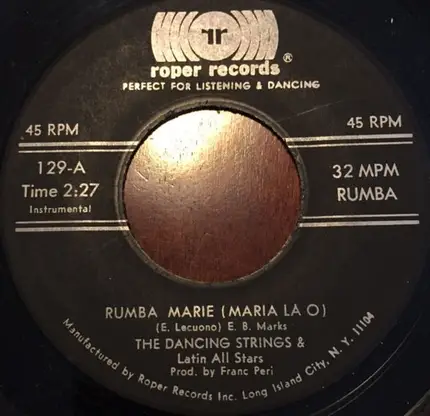 rr
roper records®
PERFECT FOR LISTENING & DANCING
45 RPM
45 RPM
129-A
Time 2:27
Instrumental
32 MPM
RUMBA
RUMBA MARIE (MARIA LA O)
(E. Lecuono) E. B. Marks
THE DANCING STRINGS &
Latin All Stars
Prod. by Franc Peri
Manufactured by Roper Records Inc. Long Island City, N. Y. 11104